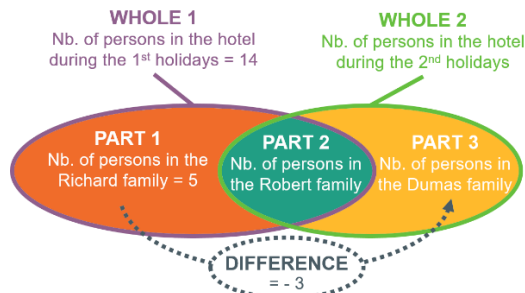 WHOLE 1
Nb. of persons in the hotel
during the 1st holidays = 14
WHOLE 2
Nb. of persons in the hotel
during the 2nd holidays
PART 1
Nb. of persons in the
Richard family = 5
PART 2
Nb. of persons in
the Robert family
PART 3
Nb. of persons in
the Dumas family
DIFFERENCE
= - 3